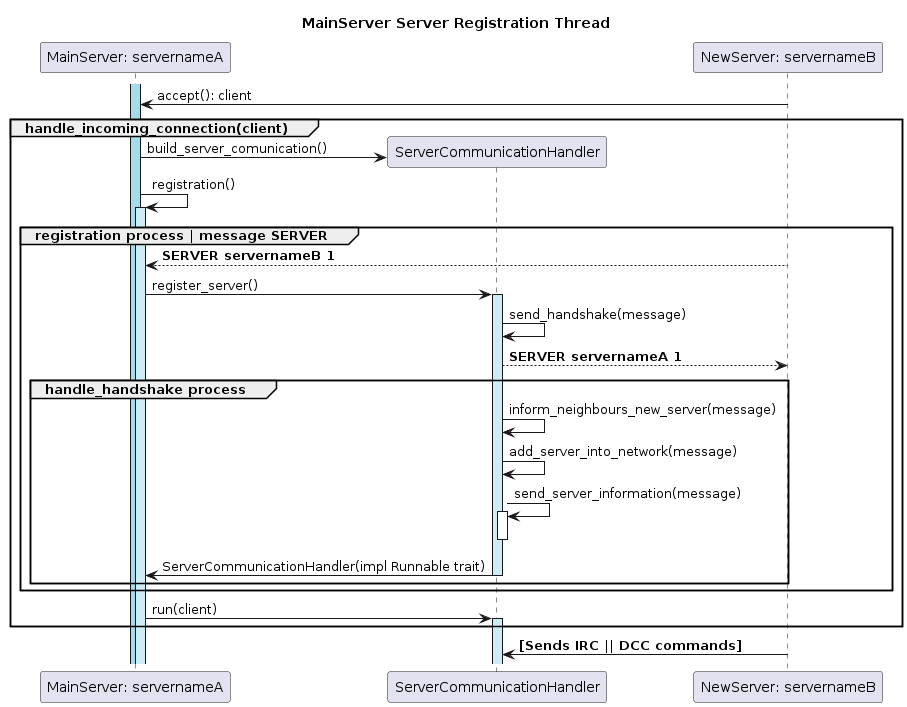 MainServer Server Registration Thread
MainServer: servernameA
NewServer: servernameB
accept(): client
handle_incoming_connection(client)
build_server_comunication()
ServerCommunicationHandler
registration()
registration process | message SERVER
SERVER servernameB 1
register_server()
send_handshake(message)
SERVER servernameA 1
handle_handshake process
inform_neighbours_new_server(message)
add_server_into_network(message)
send_server_information(message)
ServerCommunicationHandler(impl Runnable trait)
run(client)
[Sends IRC || DCC commands]
MainServer: servernameA
ServerCommunicationHandler
NewServer: servernameB